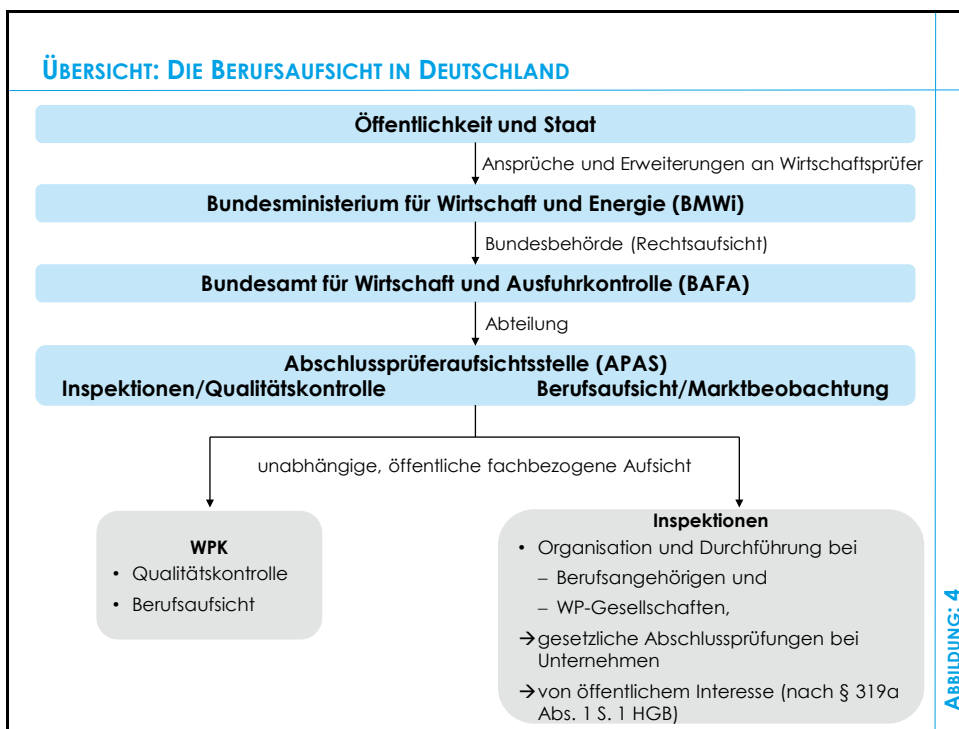 ÜBERSICHT: DIE BERUFSAUFSICHT IN DEUTSCHLAND
Öffentlichkeit und Staat
Ansprüche und Erweiterungen an Wirtschaftsprüfer
Bundesministerium für Wirtschaft und Energie (BMWi)
Bundesbehörde (Rechtsaufsicht)
Bundesamt für Wirtschaft und Ausfuhrkontrolle (BAFA)
Abteilung
Abschlussprüferaufsichtsstelle (APAS)
Inspektionen/Qualitätskontrolle Berufsaufsicht/Marktbeobachtung
unabhängige, öffentliche fachbezogene Aufsicht
WPK
• Qualitätskontrolle
• Berufsaufsicht
Inspektionen
• Organisation und Durchführung bei
– Berufsangehörigen und
– WP-Gesellschaften,
→gesetzliche Abschlussprüfungen bei
Unternehmen
→von öffentlichem Interesse (nach § 319a
Abs. 1 S. 1 HGB)
ABBILDUNG: 4